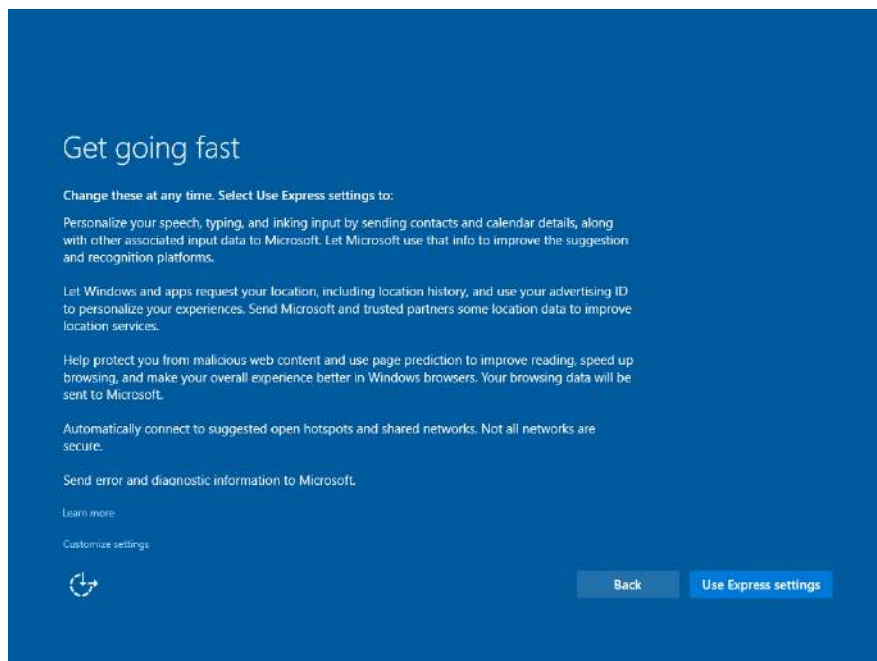 Get going fast
Change these at any time. Select Use Express settings to:
Personalize your speech, typing, and inking input by sending contacts and calendar details, along
with other associated input data to Microsoft. Let Microsoft use that info to improve the suggestion
and recognition platforms.
Let Windows and apps request your location, including location history, and use your advertising ID
to personalize your experiences. Send Microsoft and trusted partners some location data to improve
location services.
Help protect you from malicious web content and use page prediction to improve reading, speed up
browsing, and make your overall experience better in Windows browsers. Your browsing data will be
sent to Microsoft.
Automatically connect to suggested open hotspots and shared networks. Not all networks are
secure.
Send error and diagnostic information to Microsoft.
Learn more
Customize settings
Back
Use Express settings